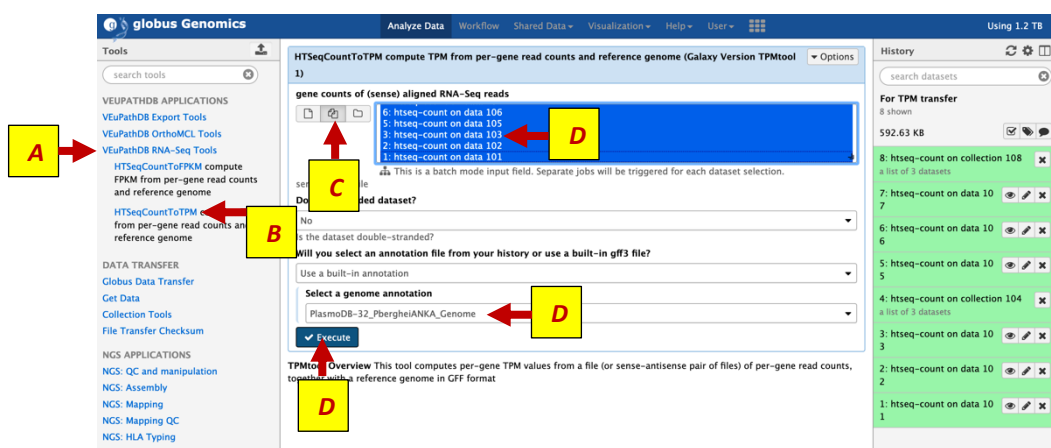 globus Genomics
Analyze Data Workflow Shared Data Visualization Help User
Using 1.2 TB
Tools
search tools
VEUPATHDB APPLICATIONS
VEuPathDB Export Tools
VEuPathDB OrthoMCL Tools
VEuPathDB RNA-Seq Tools
HTSeqCountToFPKM compute
FPKM from per-gene read counts
and reference genome
HTSeqCountToTPM
from per-gene read counts and
reference genome
DATA TRANSFER
Globus Data Transfer
Get Data
Collection Tools
File Transfer Checksum
NGS APPLICATIONS
NGS: QC and manipulation
NGS: Assembly
NGS: Mapping
NGS: Mapping QC
NGS: HLA Typing
A
B
HTSeqCountToTPM compute TPM from per-gene read counts and reference genome (Galaxy Version TPMtool
1)
Options
gene counts of (sense) aligned RNA-Seq reads
6: htseq-count on data 106
5: htseq-count on data 105
3: htseq-count on data 103
2: htseq-count on data 102
1: htseq-count on data 101
D
C
This is a batch mode input field. Separate jobs will be triggered for each dataset selection.
dataset?
No
Is the dataset double-stranded?
Will you select an annotation file from your history or use a built-in gff3 file?
Use a built-in annotation
Select a genome annotation
PlasmoDB-32_PbergheiANKA_Genome
D
Execute
D
TPMtool Overview This tool computes per-gene TPM values from a file (or sense-antisense pair of files) of per-gene read counts,
together with a reference genome in GFF format
History
search datasets
For TPM transfer
8 shown
592.63 KB
8: htseq-count on collection 108
a list of 3 datasets
7: htseq-count on data 10
7
6: htseq-count on data 10
6
5: htseq-count on data 10
5
4: htseq-count on collection 104
a list of 3 datasets
3: htseq-count on data 10
3
2: htseq-count on data 10
2
1: htseq-count on data 10
1